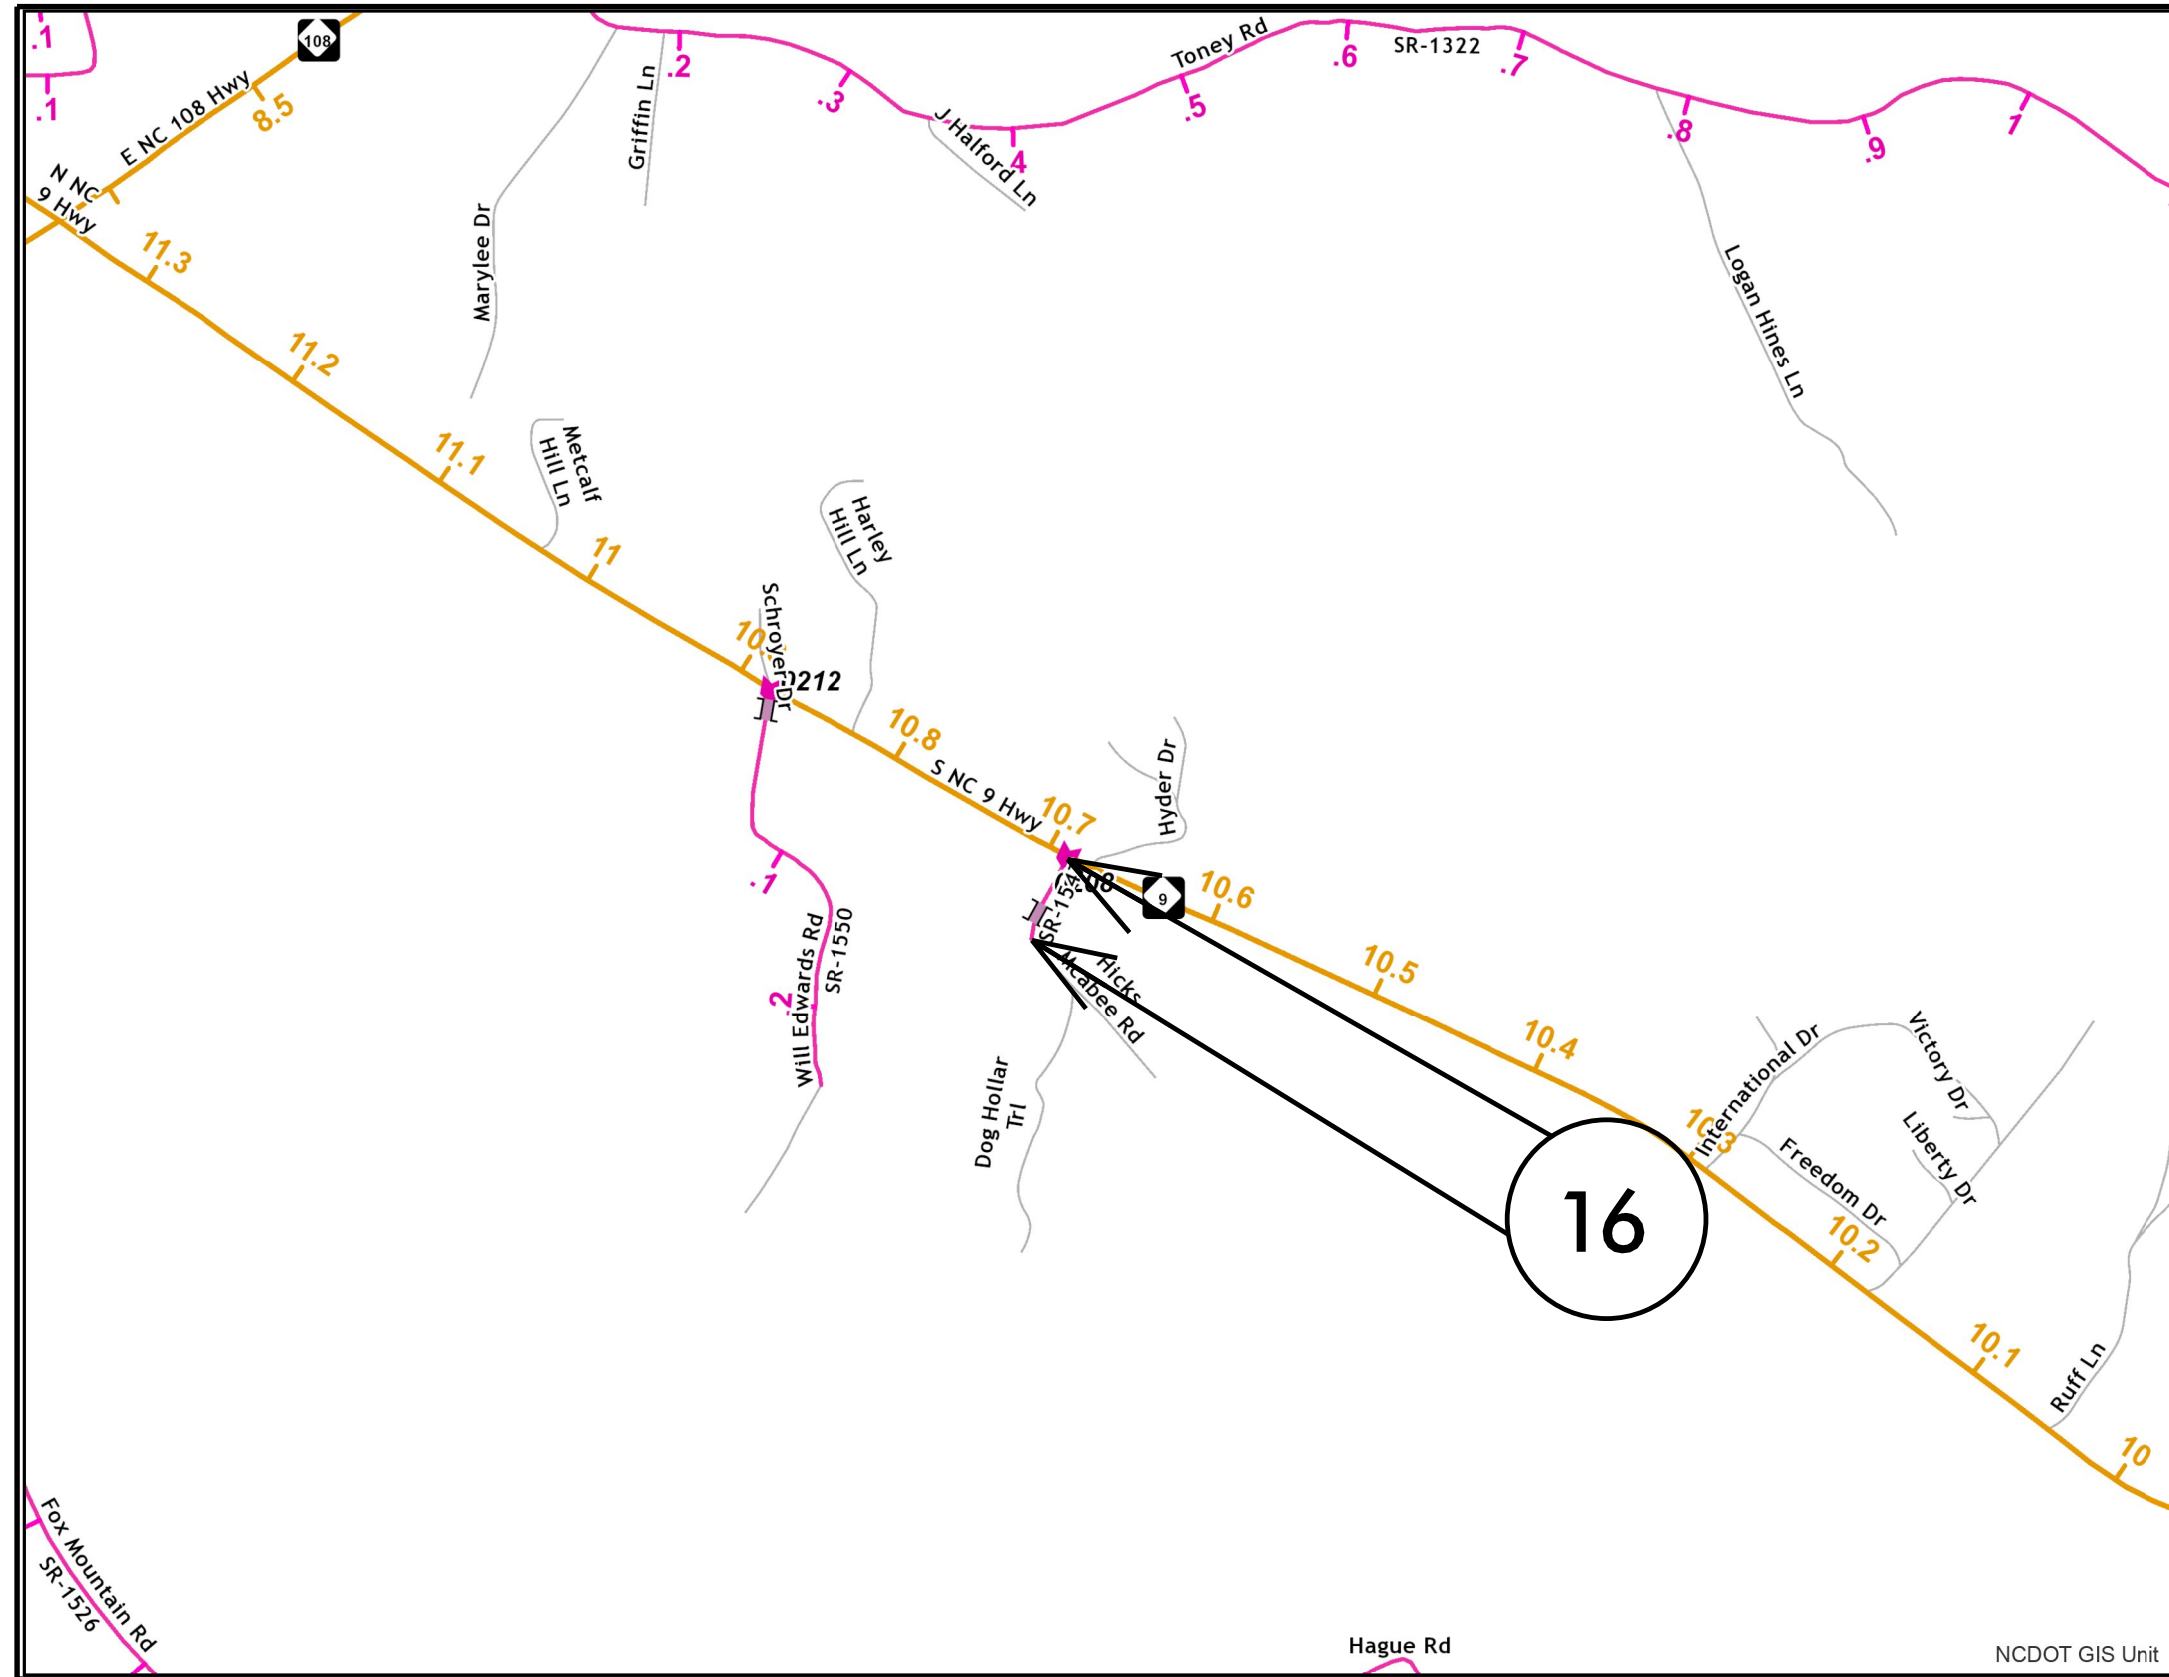 .1
108
Toney Rd
.6
SR-1322
.7
.2
.3
.1
E NC 108 Hwy
8.5
Griffin Ln
.5
J Halford Ln
.4
.8
.9
1
N NC
9 Hwy
11.3
Marylee Dr
Logan Hines Ln
11.2
11.1
Metcalf
Hill Ln
Harley
Hill Ln
11
Schroyer Dr
10.8
S NC 9 Hwy
10.7
Hyder Dr
9
10.6
.1
Will Edwards Rd
SR-1550
.2
Hicks
Mcabee Rd
10.5
Dog Hollar
Trl
10.4
International Dr
Victory Dr
10.3
Liberty Dr
Freedom Dr
16
10.2
10.1
Ruff Ln
10
Fox Mountain Rd
SR-1526
Hague Rd
NCDOT GIS Unit